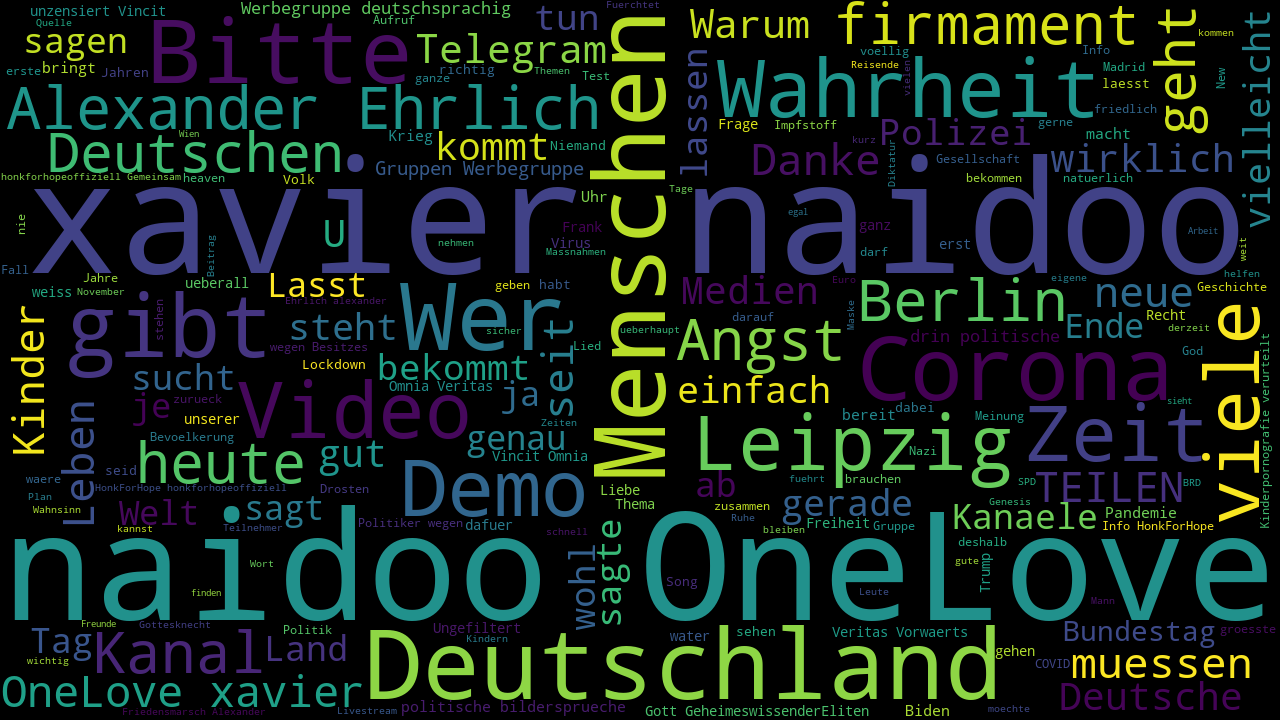 unzensiert Vincit
Werbegruppe deutschsprachig
Fuerchtet
Quelle
Aufruf
tun
sagen
Bitte
Telegram
Warum
firmament
geht
kommen
vielleicht
erste
bringt
Jahren
ganze
richtig
Themen
Test
voellig
Reisende
vielen
Info
Madrid
laesst
New
Alexander Ehrlich
Menschen
lassen
Wahrheit
friedlich
Wien
Krieg
Niemand
Frage
Impfstoff
kurz
Polizei
gerne
macht
Deutschen
kommt
Danke
Diktatur
Gesellschaft
wirklich
honkforhopeoffiziell Gemeinsam
heaven
Volk
Gruppen Werbegruppe
bekommen
natuerlich
xavier naidoo
Uhr
Tage
nie
U
Frank
Virus
Massnahmen
nehmen
egal
ganz
darf
erst
Arbeit
weit
Fall
Beitrag
Jahre
November
weiss
ueberall
Lasst
geben
habt
Medien
Euro
Maske
eigene
helfen
Geschichte
Ehrlich alexander
stehen
gibt
steht
Wer
sicher
seit
ueberhaupt
darauf
Berlin
neue
Ende
Recht
derzeit
viele
Kinder
wegen Besitzes
Lied
Angst
drin politische
Corona
God
Kinderpornografie verurteilt
Lockdown
sucht
bekommt
Omnia Veritas
einfach
je
zurueck
unserer
Video
ja
Zeiten
bereit
dabei
Meinung
sieht
Leben
Bevoelkerung
heute
gut
genau
Vincit Omnia
Leipzig
Nazi
Zeit
seid
waere
HonkForHope honkforhopeoffiziell
Drosten
Demo
Liebe
Thema
ab
fuehrt
brauchen
SPD
TEILEN
BRD
Plan
Wahnsinn
Welt
sagt
zusammen
gerade
Genesis
Kanaele
Pandemie
kannst
Teilnehmer
Politiker wegen
dafuer
schnell
Ruhe
bleiben
Freiheit
Gruppe
Info HonkForHope
naidoo OneLove
wohl
sagte
deshalb
gute
Trump
Wort
finden
Song
Leute
Mann
Freunde
Gottesknecht
Politik
Ungefiltert
Kindern
water
sehen
Veritas Vorwaerts
Bundestag
groesste
Tag
wichtig
Kanal
Land
Deutschland
gehen
COVID
muessen
OneLove xavier
Friedensmarsch Alexander
Livestream
politische bildersprueche
Gott GeheimeswissenderEliten
Biden
moechte
Deutsche